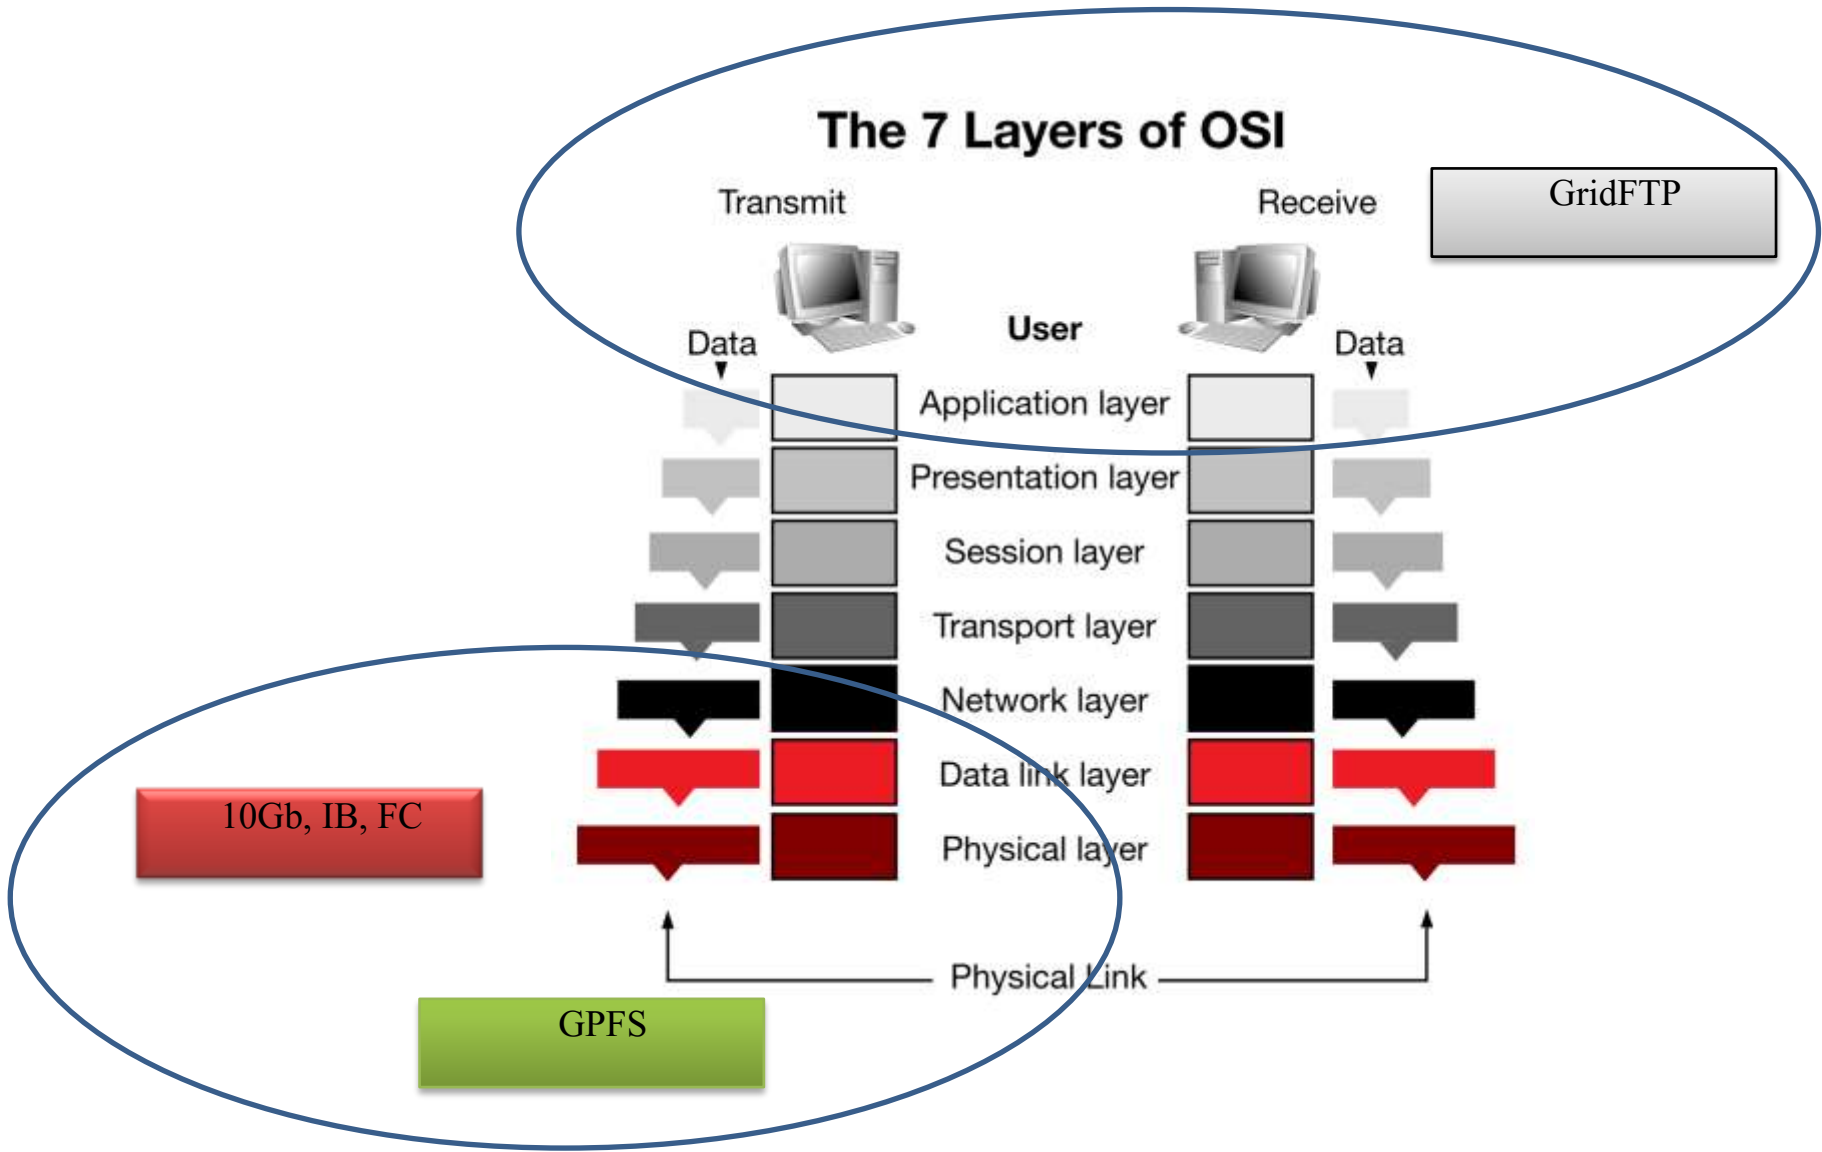 The 7 Layers of OSI
Transmit
Receive
GridFTP
User
Data
Data
Application layer
Presentation layer
Session layer
Transport layer
Network layer
Data link layer
10Gb, IB, FC
Physical layer
Physical Link
GPFS